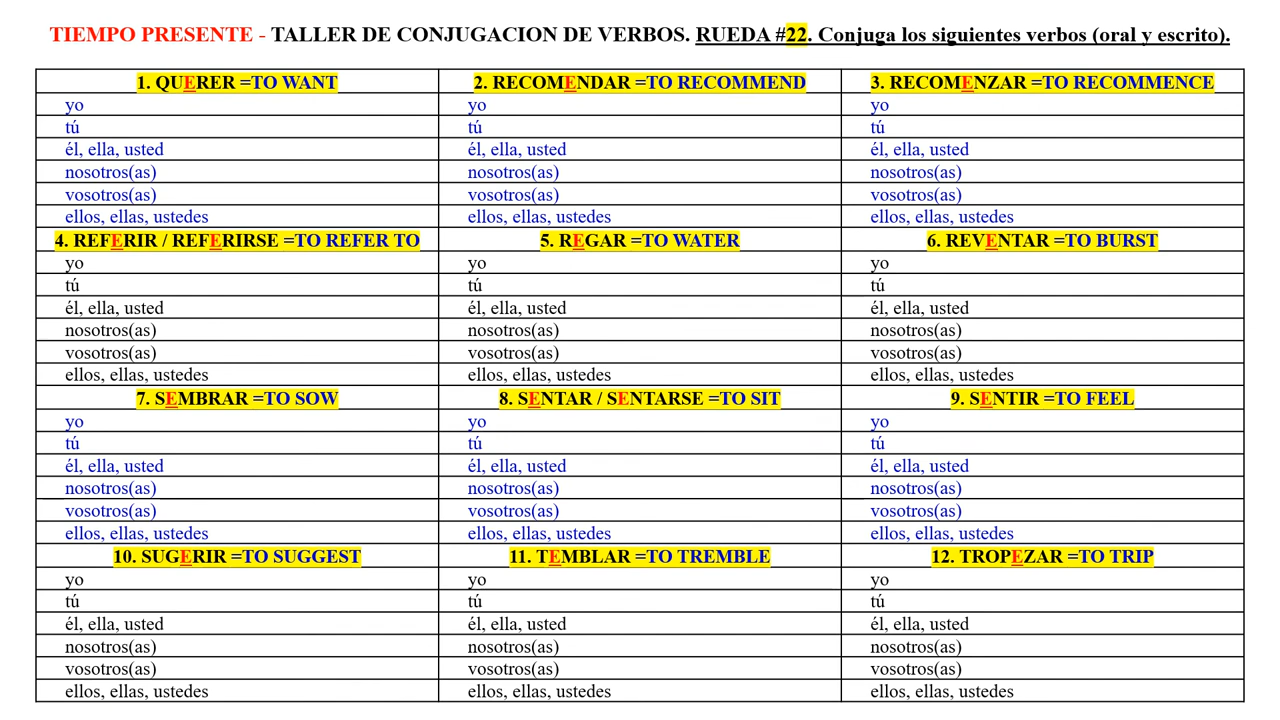 TIEMPO PRESENTE - TALLER DE CONJUGACION DE VERBOS. RUEDA #22. Conjuga los siguientes verbos (oral y escrito).
1. QUERER =TO WANT 2. RECOMENDAR =TO RECOMMEND 3. RECOMENZAR =TO RECOMMENCE
yo yo yo
tú tú tú
él, ella, usted él, ella, usted él, ella, usted
nosotros(as) nosotros(as) nosotros(as)
vosotros(as) vosotros(as) vosotros(as)
ellos, ellas, ustedes ellos, ellas, ustedes ellos, ellas, ustedes
4. REFERIR / REFERIRSE =TO REFER TO 5. REGAR =TO WATER 6. REVENTAR =TO BURST
yo yo yo
tú tú tú
él, ella, usted él, ella, usted él, ella, usted
nosotros(as) nosotros(as) nosotros(as)
vosotros(as) vosotros(as) vosotros(as)
ellos, ellas, ustedes ellos, ellas, ustedes ellos, ellas, ustedes
7. SEMBRAR =TO SOW 8. SENTAR / SENTARSE =TO SIT 9. SENTIR =TO FEEL
yo yo yo
tú tú tú
él, ella, usted él, ella, usted él, ella, usted
nosotros(as) nosotros(as) nosotros(as)
vosotros(as) vosotros(as) vosotros(as)
ellos, ellas, ustedes ellos, ellas, ustedes ellos, ellas, ustedes
10. SUGERIR =TO SUGGEST 11. TEMBLAR =TO TREMBLE 12. TROPEZAR =TO TRIP
yo yo yo
tú tú tú
él, ella, usted él, ella, usted él, ella, usted
nosotros(as) nosotros(as) nosotros(as)
vosotros(as) vosotros(as) vosotros(as)
ellos, ellas, ustedes ellos, ellas, ustedes ellos, ellas, ustedes